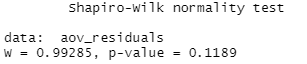 Shapiro-Wilk normality test
data:  aov_residuals
W = 0.99285, p-value = 0.1189